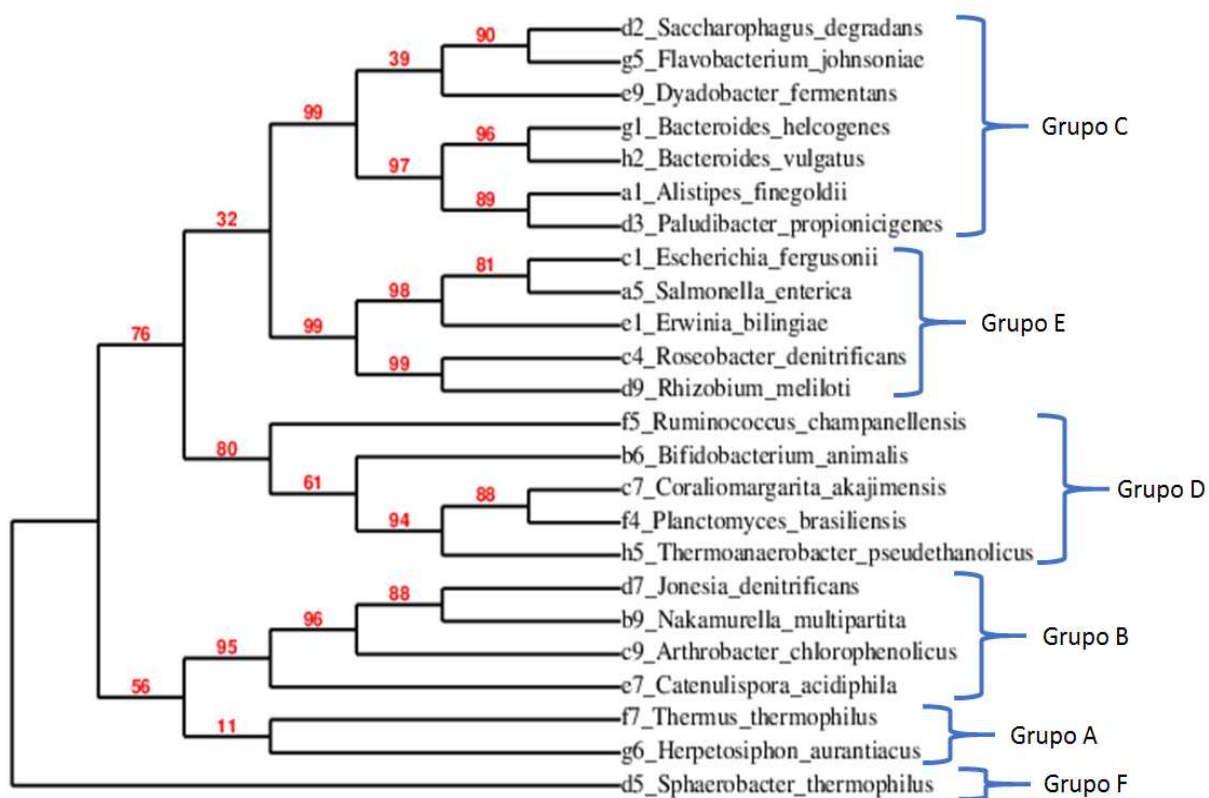 90
d2_Saccharophagus_degradans
39
g5_Flavobacterium_johnsoniae
e9_Dyadobacter_fermentans
99
g1_Bacteroides_helcogenes
96
Grupo C
h2_Bacteroides_vulgatus
97
a1_Alistipes_finegoldii
89
32
d3_Paludibacter_propionicigenes
c1_Escherichia_fergusonii
81
98
a5_Salmonella_enterica
e1_Erwinia_bilingiae
Grupo E
76
99
c4_Roseobacter_denitrificans
99
d9_Rhizobium_meliloti
f5_Ruminococcus_champanellensis
80
b6_Bifidobacterium_animalis
61
c7_Coraliomargarita_akajimensis
Grupo D
88
94
f4_Planctomyces_brasiliensis
h5_Thermoanaerobacter_pseudethanolicus
d7_Jonesia_denitrificans
88
96
b9_Nakamurella_multipartita
Grupo B
95
c9_Arthrobacter_chlorophenolicus
56
e7_Catenulispora_acidiphila
f7_Thermus_thermophilus
11
Grupo A
g6_Herpetosiphon_aurantiacus
d5_Sphaerobacter_thermophilus
Grupo F